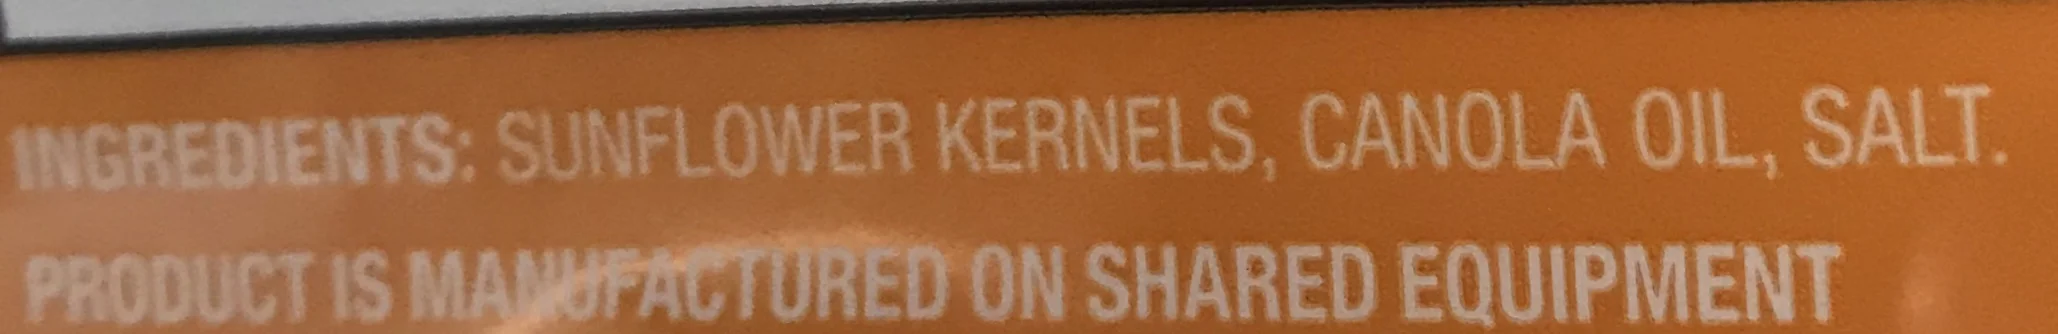 INGREDIENTS: SUNFLOWER KERNELS, CANOLA OIL, SALT.
PRODUCT IS MANUFACTURED ON SHARED EQUIPMENT